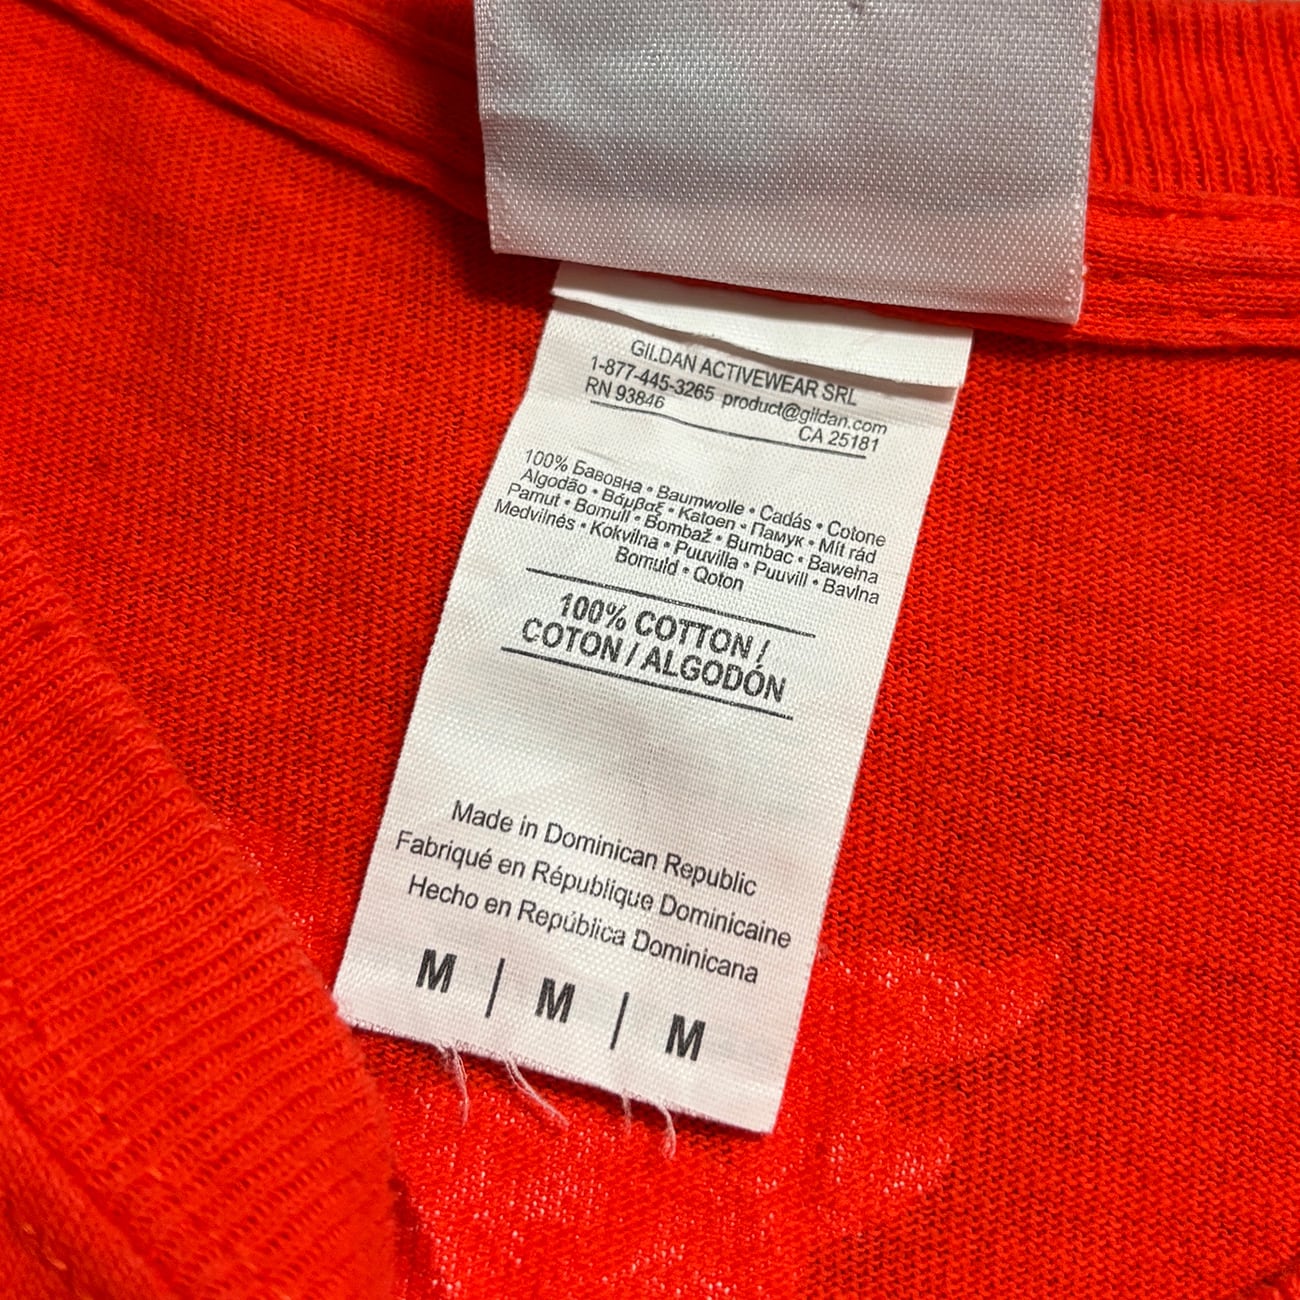 GILDAN ACTIVEWEAR SRL
1-877-445-3265 product@gildan.com
RN 93846 CA 25181
100% Бавовна • Baumwolle • Cadás • Cotone
Algodão • Βάμβαξ • Katoen • Памук • Mít rád
Pamut • Bomull • Bombaž • Bumbac • Bawełna
Medvilnės • Kokvilna • Puuvilla • Puuvill • Bavlna
Bomuld • Qoton
100% COTTON /
COTON / ALGODÓN
Made in Dominican Republic
Fabriqué en République Dominicaine
Hecho en República Dominicana
M | M | M